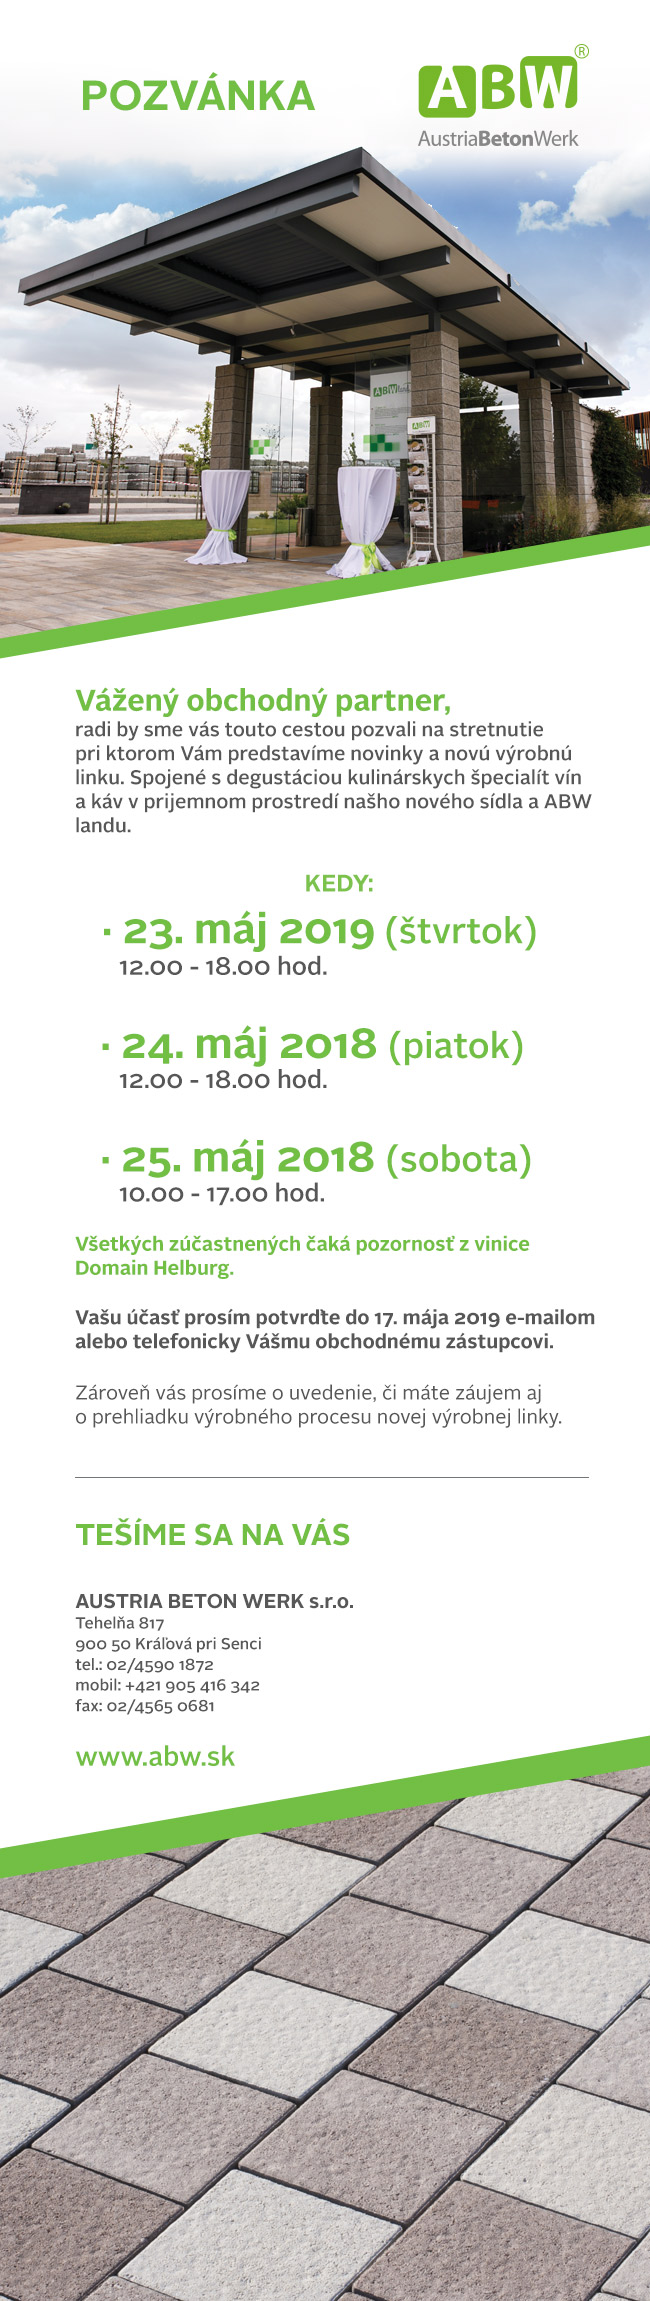 POZVÁNKA
ABW®
AustriaBetonWerk
ABW land
ABW
Vážený obchodný partner,
radi by sme vás touto cestou pozvali na stretnutie
pri ktorom Vám predstavíme novinky a novú výrobnú
linku. Spojené s degustáciou kulinárskych špecialít vín
a káv v prijemnom prostredí našho nového sídla a ABW
landu.
KEDY:
· 23. máj 2019 (štvrtok)
12.00 - 18.00 hod.
· 24. máj 2018 (piatok)
12.00 - 18.00 hod.
· 25. máj 2018 (sobota)
10.00 - 17.00 hod.
Všetkých zúčastnených čaká pozornosť z vinice
Domain Helburg.
Vašu účasť prosím potvrďte do 17. mája 2019 e-mailom
alebo telefonicky Vášmu obchodnému zástupcovi.
Zároveň vás prosíme o uvedenie, či máte záujem aj
o prehliadku výrobného procesu novej výrobnej linky.
TEŠÍME SA NA VÁS
AUSTRIA BETON WERK s.r.o.
Tehelňa 817
900 50 Kráľová pri Senci
tel.: 02/4590 1872
mobil: +421 905 416 342
fax: 02/4565 0681
www.abw.sk